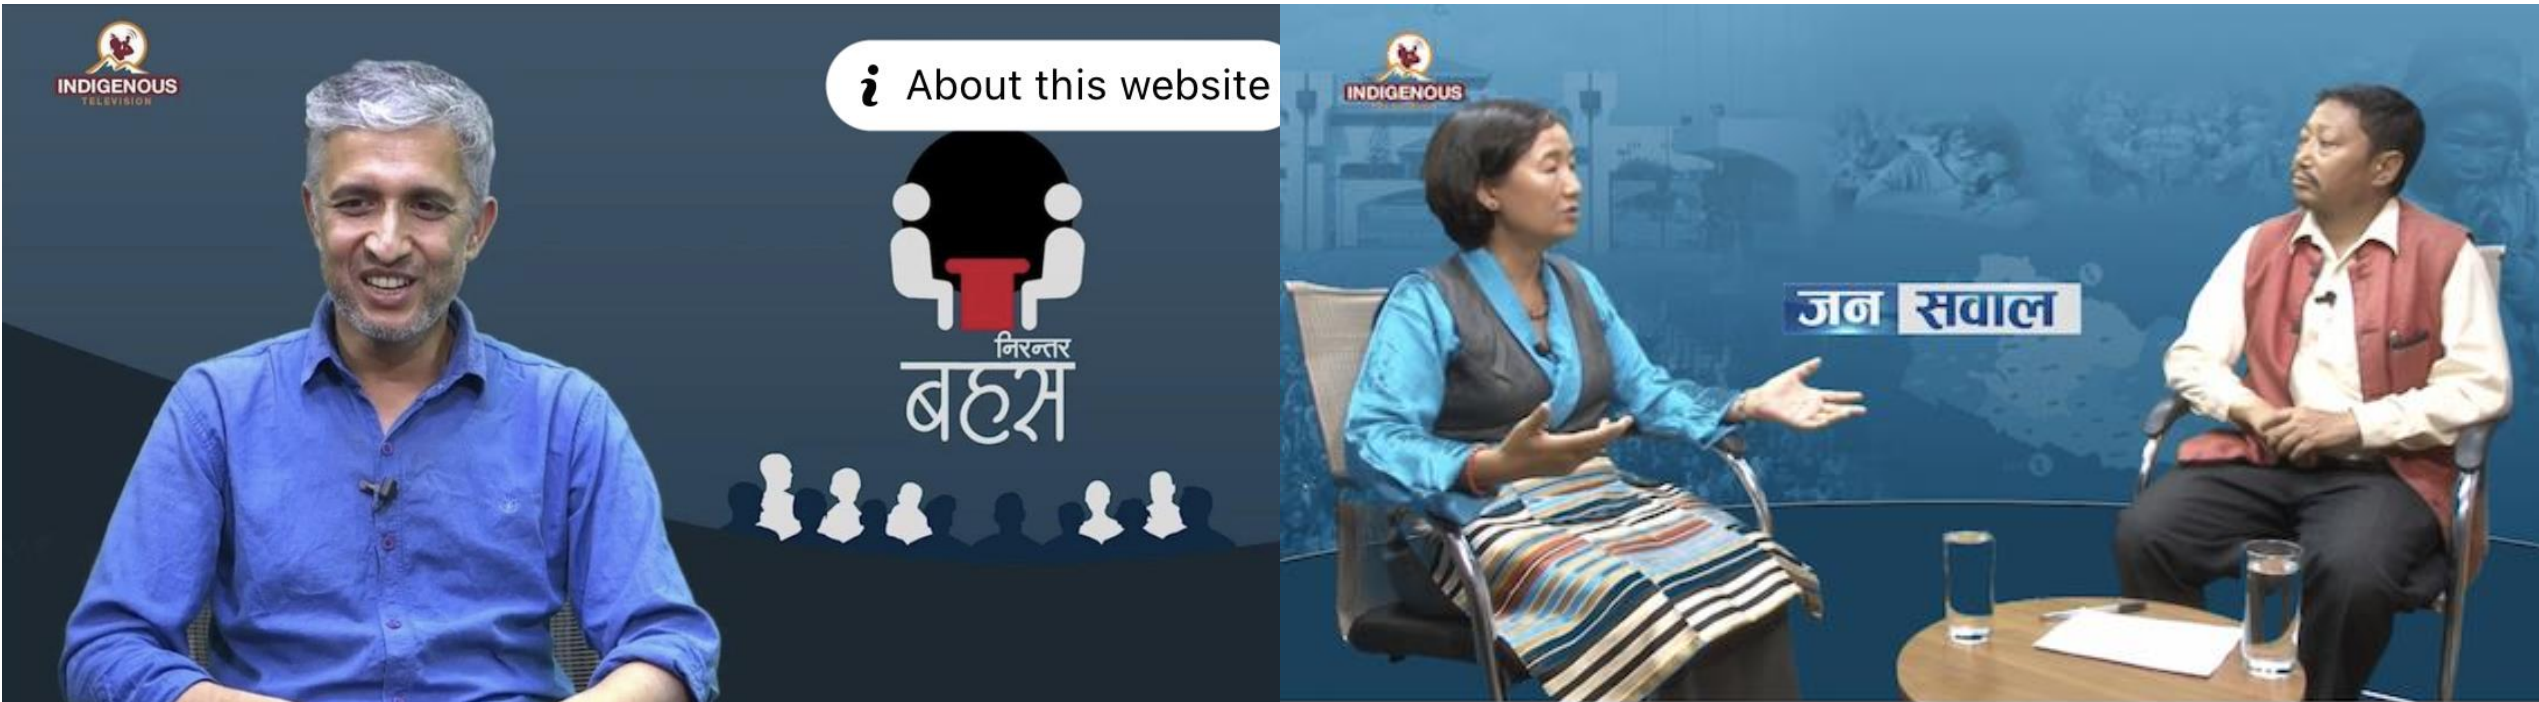 INDIGENOUS
TELEVISION
i About this website
निरन्तर
बहस
INDIGENOUS
जन सवाल